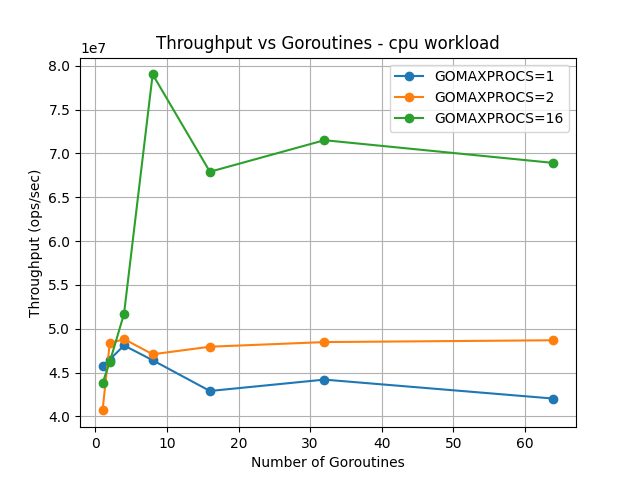 Throughput vs Goroutines - cpu workload
1e7
GOMAXPROCS=1
GOMAXPROCS=2
GOMAXPROCS=16
8.0
7.5
7.0
6.5
6.0
5.5
5.0
4.5
4.0
Throughput (ops/sec)
0 10 20 30 40 50 60
Number of Goroutines